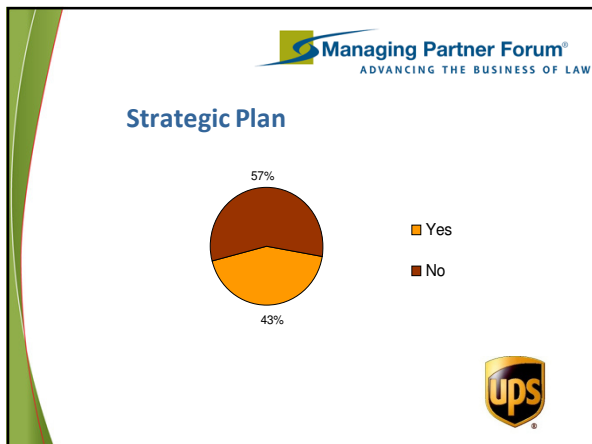 Managing Partner Forum®
ADVANCING THE BUSINESS OF LAW
Strategic Plan
57%
Yes
No
43%
ups
®